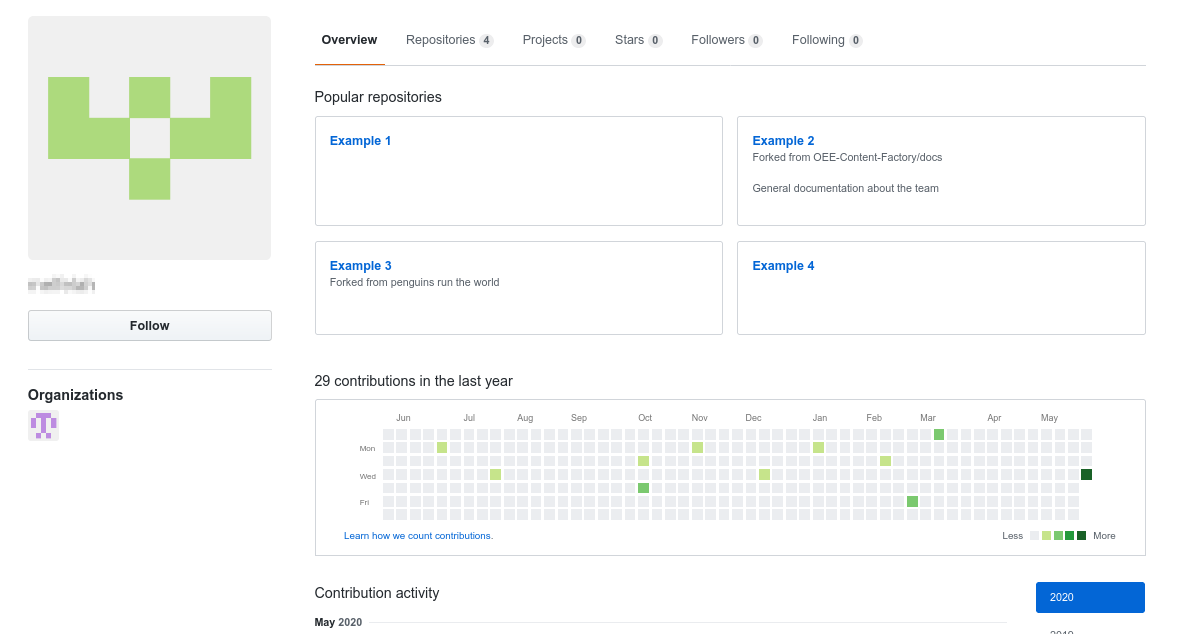 Overview Repositories 4 Projects 0 Stars 0 Followers 0 Following 0
Popular repositories
Example 1
Example 2
Forked from OEE-Content-Factory/docs
General documentation about the team
Example 3
Forked from penguins run the world
Example 4
Follow
Organizations
29 contributions in the last year
Jun Jul Aug Sep Oct Nov Dec Jan Feb Mar Apr May
Mon
Wed
Fri
Learn how we count contributions.
Less More
Contribution activity
2020
May 2020